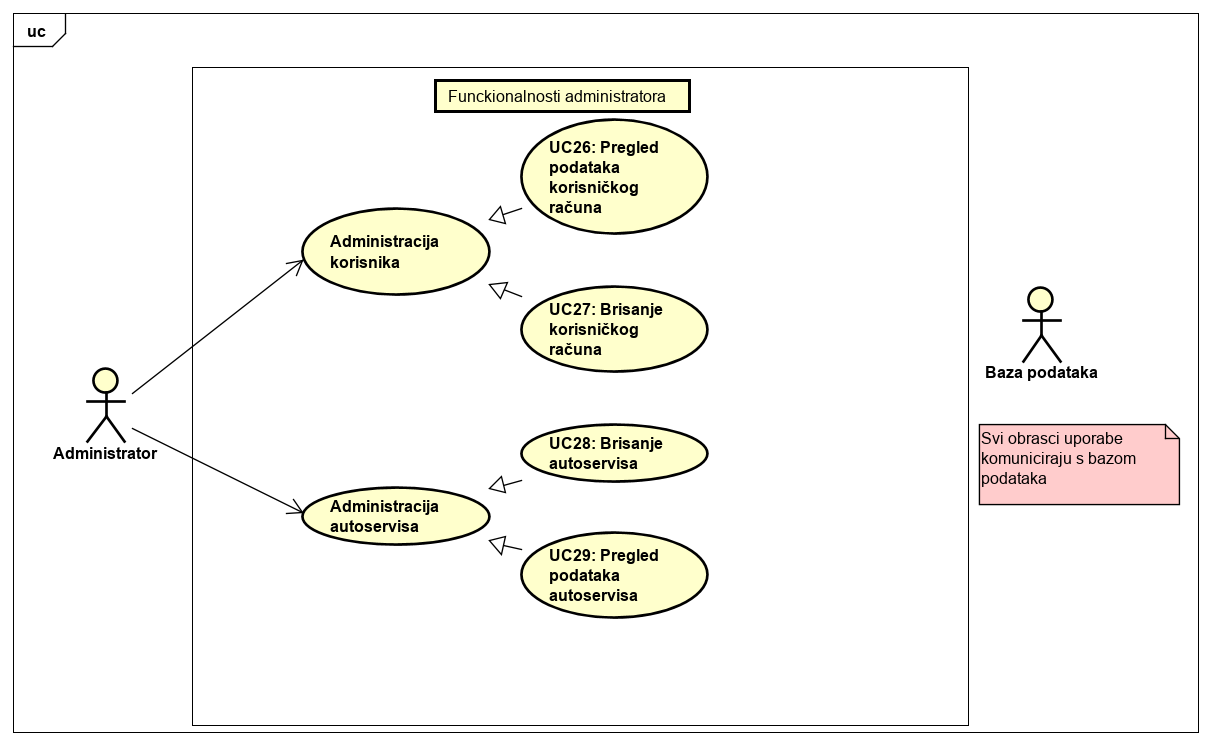 uc
Funckionalnosti administratora
UC26: Pregled
podataka
korisničkog
računa
Administracija
korisnika
UC27: Brisanje
korisničkog
računa
Baza podataka
Administrator
Svi obrasci uporabe
komuniciraju s bazom
podataka
UC28: Brisanje
autoservisa
Administracija
autoservisa
UC29: Pregled
podataka
autoservisa